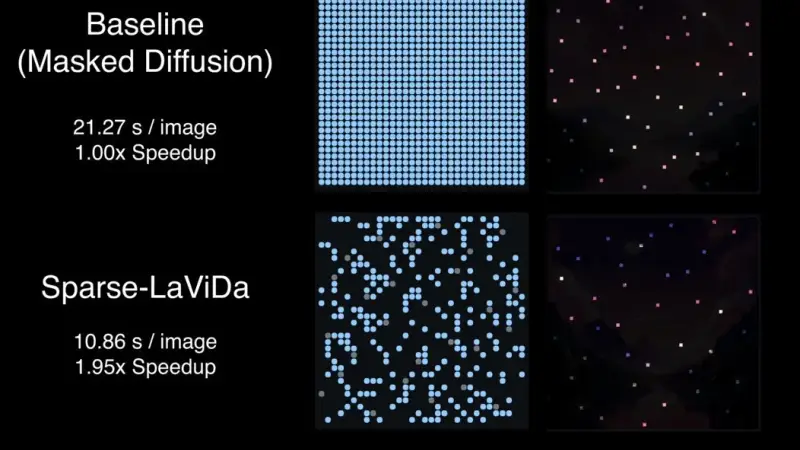 Baseline
(Masked Diffusion)
21.27 s / image
1.00x Speedup
Sparse-LaViDa
10.86 s / image
1.95x Speedup